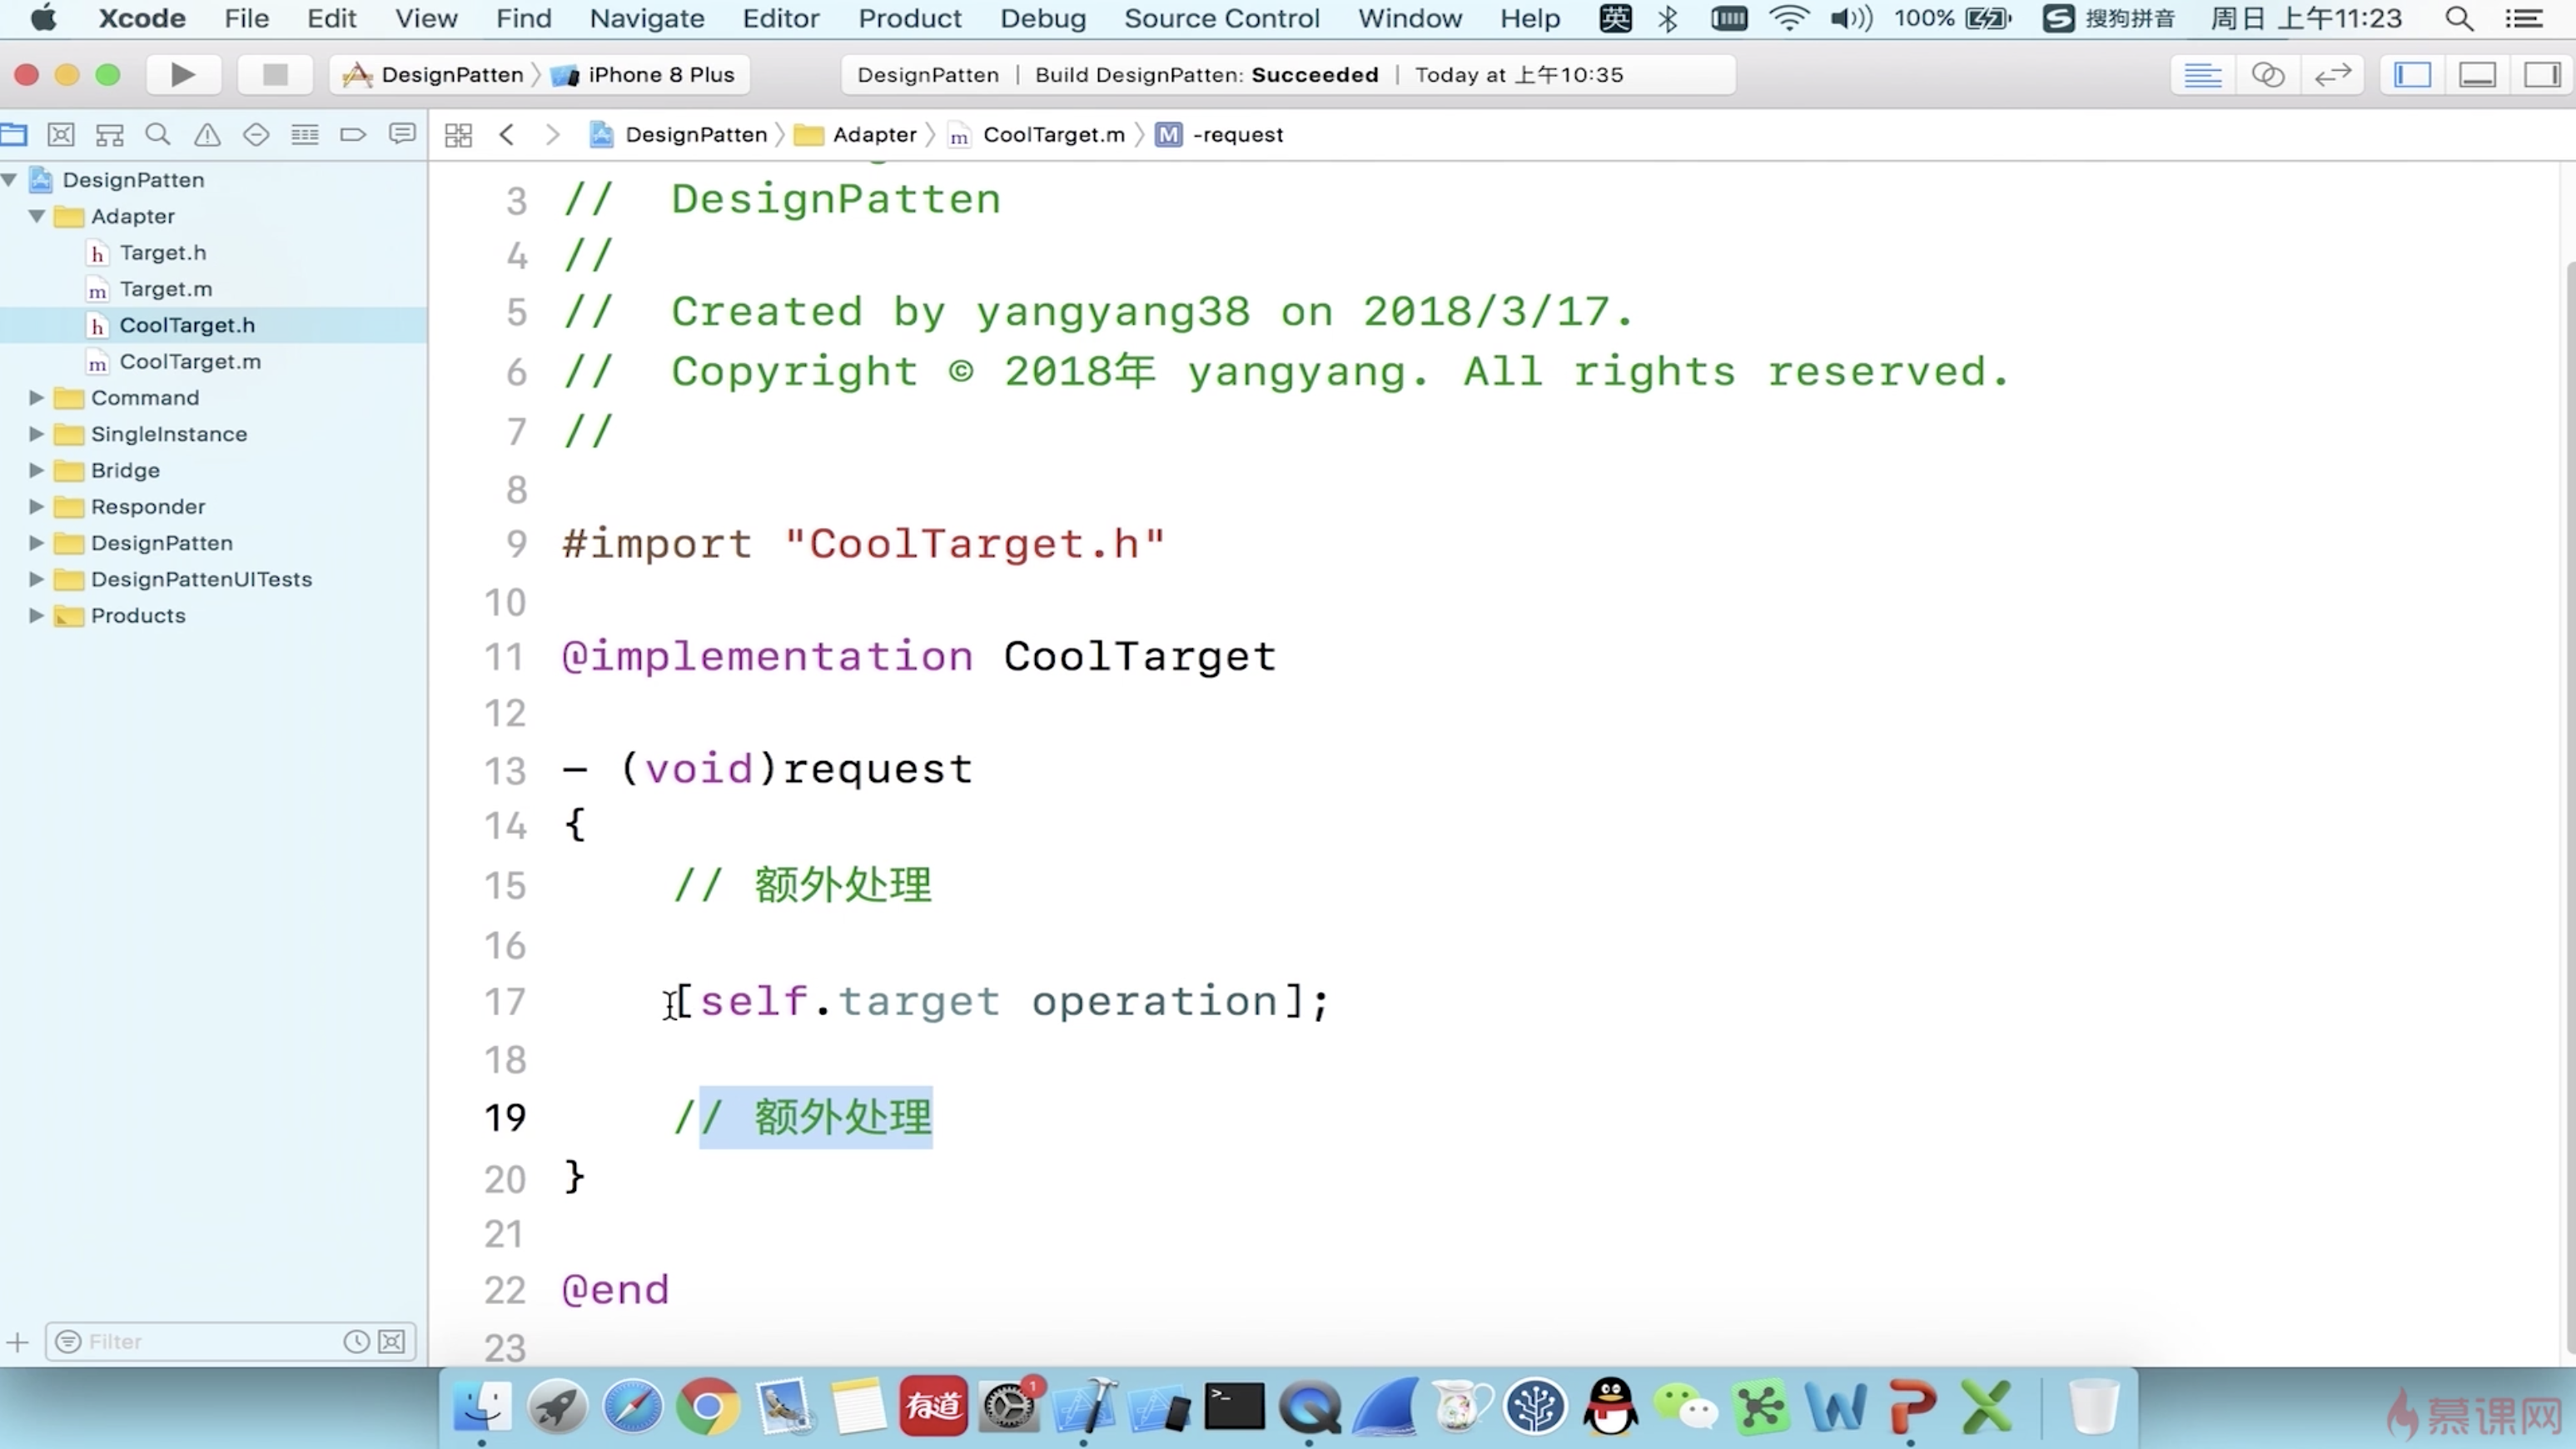 Xcode File Edit View Find Navigate Editor Product Debug Source Control Window Help 英 100% 搜狗拼音 周日 上午11:23
DesignPatten iPhone 8 Plus DesignPatten | Build DesignPatten: Succeeded | Today at 上午10:35
DesignPatten Adapter m CoolTarget.m M -request
DesignPatten
Adapter
h Target.h
m Target.m
h CoolTarget.h
m CoolTarget.m
Command
SingleInstance
Bridge
Responder
DesignPatten
DesignPattenUITests
Products
Filter
3 // DesignPatten
4 //
5 // Created by yangyang38 on 2018/3/17.
6 // Copyright © 2018年 yangyang. All rights reserved.
7 //
8
9 #import "CoolTarget.h"
10
11 @implementation CoolTarget
12
13 - (void)request
14 {
15 // 额外处理
16
17 [self.target operation];
18
19 // 额外处理
20 }
21
22 @end
23
有道 1
慕课网